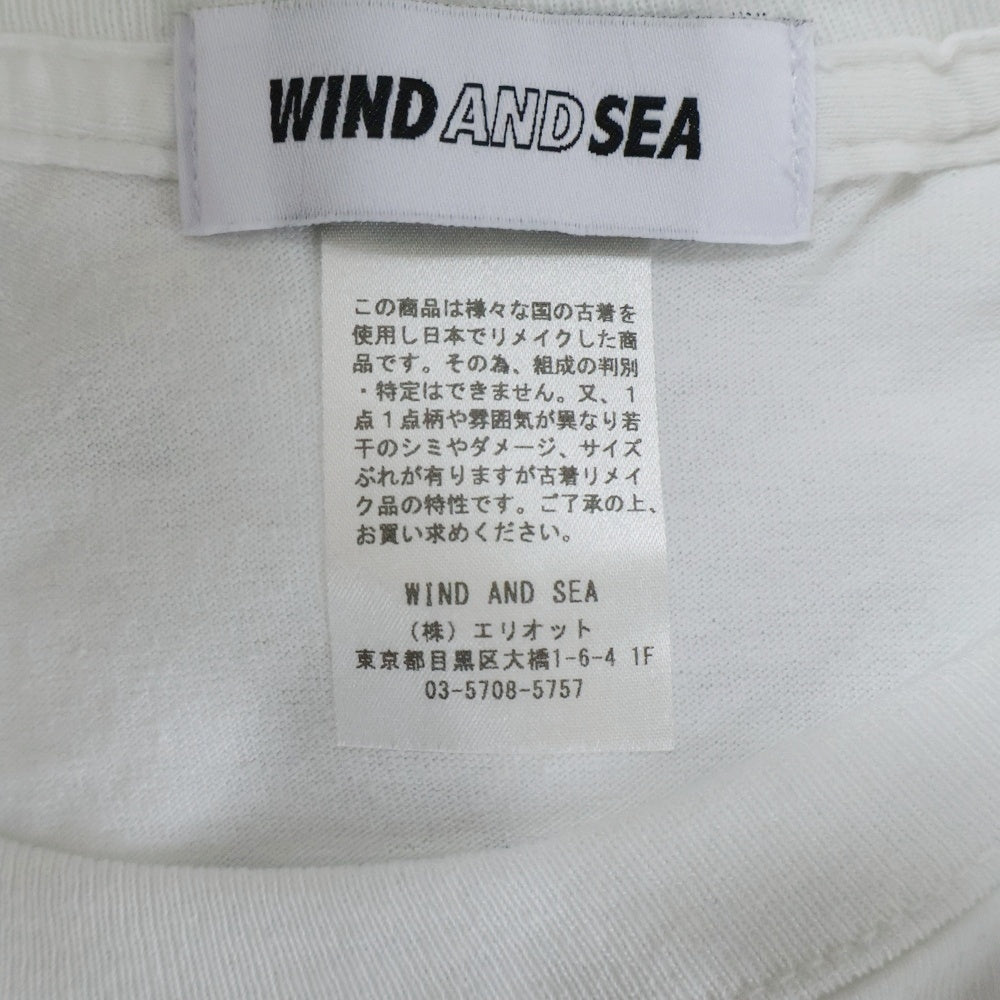 WIND AND SEA
この商品は様々な国の古着を
使用し日本でリメイクした商
品です。その為、組成の判別
・特定はできません。又、1
点1点柄や雰囲気が異なり若
干のシミやダメージ、サイズ
ぶれが有りますが古着リメイ
ク品の特性です。ご了承の上、
お買い求めください。
WIND AND SEA
（株）エリオット
東京都目黒区大橋1-6-4 1F
03-5708-5757